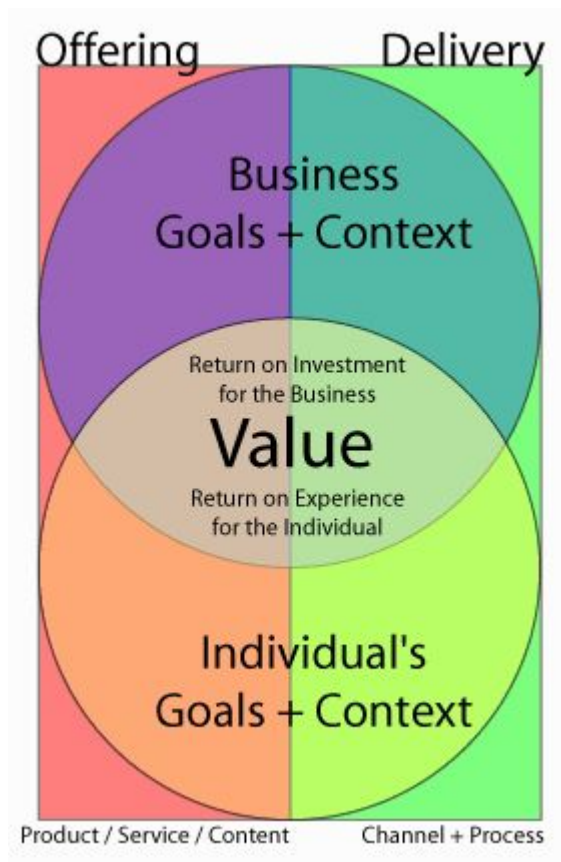 Offering Delivery
Business
Goals + Context
Return on Investment
for the Business
Value
Return on Experience
for the Individual
Individual's
Goals + Context
Product / Service / Content Channel + Process